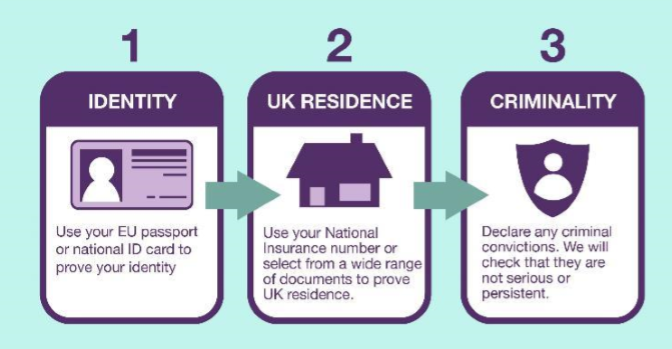 1
IDENTITY
Use your EU passport
or national ID card to
prove your identity
2
UK RESIDENCE
Use your National
Insurance number or
select from a wide range
of documents to prove
UK residence.
3
CRIMINALITY
Declare any criminal
convictions. We will
check that they are
not serious or
persistent.